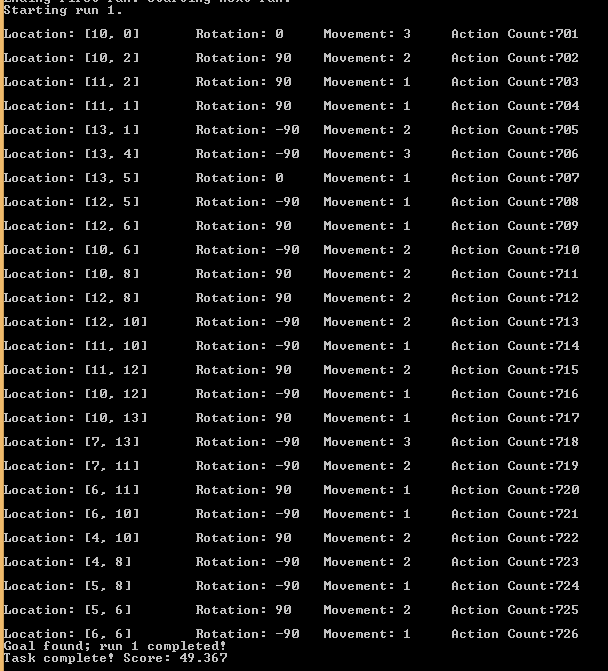 Ending first run. Starting next run.
Starting run 1.
Location: [10, 0] Rotation: 0 Movement: 3 Action Count:701
Location: [10, 2] Rotation: 90 Movement: 2 Action Count:702
Location: [11, 2] Rotation: 90 Movement: 1 Action Count:703
Location: [11, 1] Rotation: 90 Movement: 1 Action Count:704
Location: [13, 1] Rotation: -90 Movement: 2 Action Count:705
Location: [13, 4] Rotation: -90 Movement: 3 Action Count:706
Location: [13, 5] Rotation: 0 Movement: 1 Action Count:707
Location: [12, 5] Rotation: -90 Movement: 1 Action Count:708
Location: [12, 6] Rotation: 90 Movement: 1 Action Count:709
Location: [10, 6] Rotation: -90 Movement: 2 Action Count:710
Location: [10, 8] Rotation: 90 Movement: 2 Action Count:711
Location: [12, 8] Rotation: 90 Movement: 2 Action Count:712
Location: [12, 10] Rotation: -90 Movement: 2 Action Count:713
Location: [11, 10] Rotation: -90 Movement: 1 Action Count:714
Location: [11, 12] Rotation: 90 Movement: 2 Action Count:715
Location: [10, 12] Rotation: -90 Movement: 1 Action Count:716
Location: [10, 13] Rotation: 90 Movement: 1 Action Count:717
Location: [7, 13] Rotation: -90 Movement: 3 Action Count:718
Location: [7, 11] Rotation: -90 Movement: 2 Action Count:719
Location: [6, 11] Rotation: 90 Movement: 1 Action Count:720
Location: [6, 10] Rotation: -90 Movement: 1 Action Count:721
Location: [4, 10] Rotation: 90 Movement: 2 Action Count:722
Location: [4, 8] Rotation: -90 Movement: 2 Action Count:723
Location: [5, 8] Rotation: -90 Movement: 1 Action Count:724
Location: [5, 6] Rotation: 90 Movement: 2 Action Count:725
Location: [6, 6] Rotation: -90 Movement: 1 Action Count:726
Goal found; run 1 completed!
Task complete! Score: 49.367